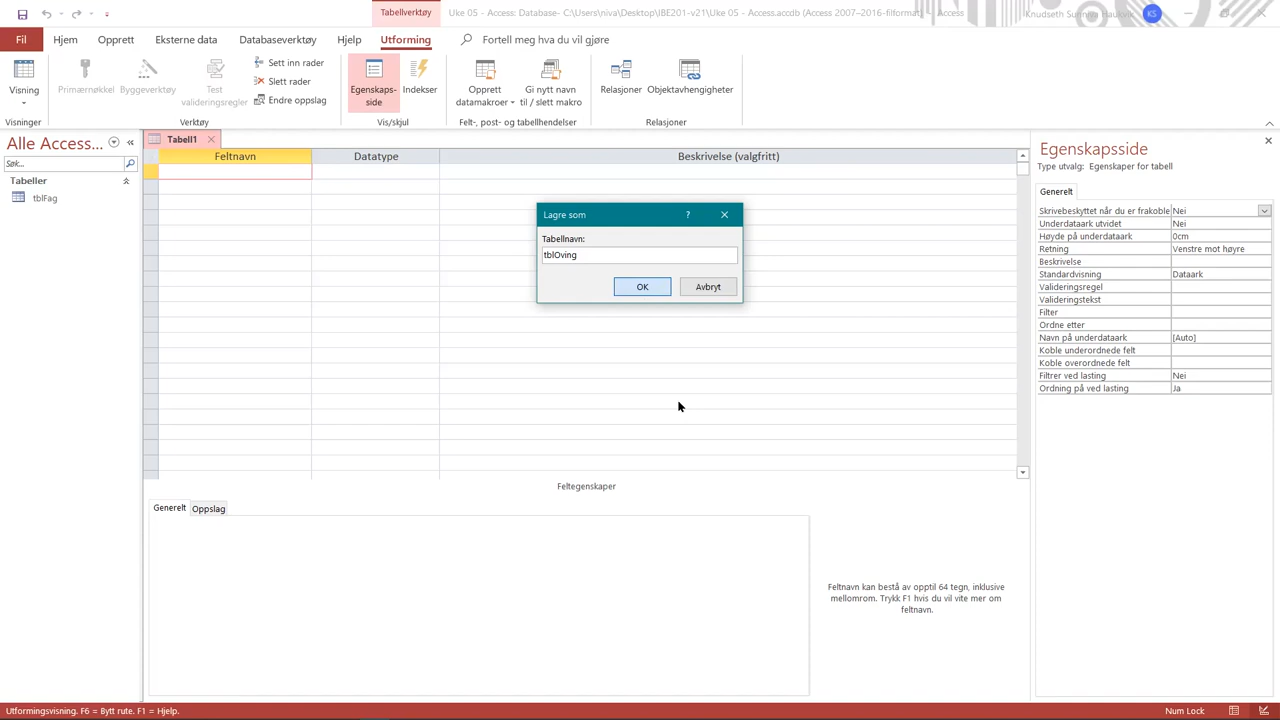 Tabellverktøy
Uke 05 - Access: Database- C:\Users\niva\Desktop\JBE201-v21\Uke 05 - Access.accdb (Access 2007–2016-filformat)
Access
Knudseth Sunniva Haukvik
KS
Fil
Hjem
Opprett
Eksterne data
Databaseverktøy
Hjelp
Utforming
Fortell meg hva du vil gjøre
Visning
Primærnøkkel
Byggeverktøy
Test valideringsregler
Sett inn rader
Slett rader
Endre oppslag
Egenskaps-
side
Indekser
Opprett
datamakroer
Gi nytt navn
til / slett makro
Relasjoner
Objektavhengigheter
Visninger
Verktøy
Vis/skjul
Felt-, post- og tabellhendelser
Relasjoner
Alle Access...
Søk...
Tabeller
tblFag
Tabell1
Feltnavn
Datatype
Beskrivelse (valgfritt)
Lagre som
?
Tabellnavn:
tblOving
OK
Avbryt
Feltegenskaper
Generelt
Oppslag
Feltnavn kan bestå av opptil 64 tegn, inklusive
mellomrom. Trykk F1 hvis du vil vite mer om
feltnavn.
Egenskapsside
Type utvalg: Egenskaper for tabell
Generelt
Skrivebeskyttet når du er frakoble Nei
Underdataark utvidet Nei
Høyde på underdataark 0cm
Retning Venstre mot høyre
Beskrivelse
Standardvisning Dataark
Valideringsregel
Valideringstekst
Filter
Ordne etter
Navn på underdataark [Auto]
Koble underordnede felt
Koble overordnede felt
Filtrer ved lasting Nei
Ordning på ved lasting Ja
Utformingsvisning. F6 = Bytt rute. F1 = Hjelp.
Num Lock